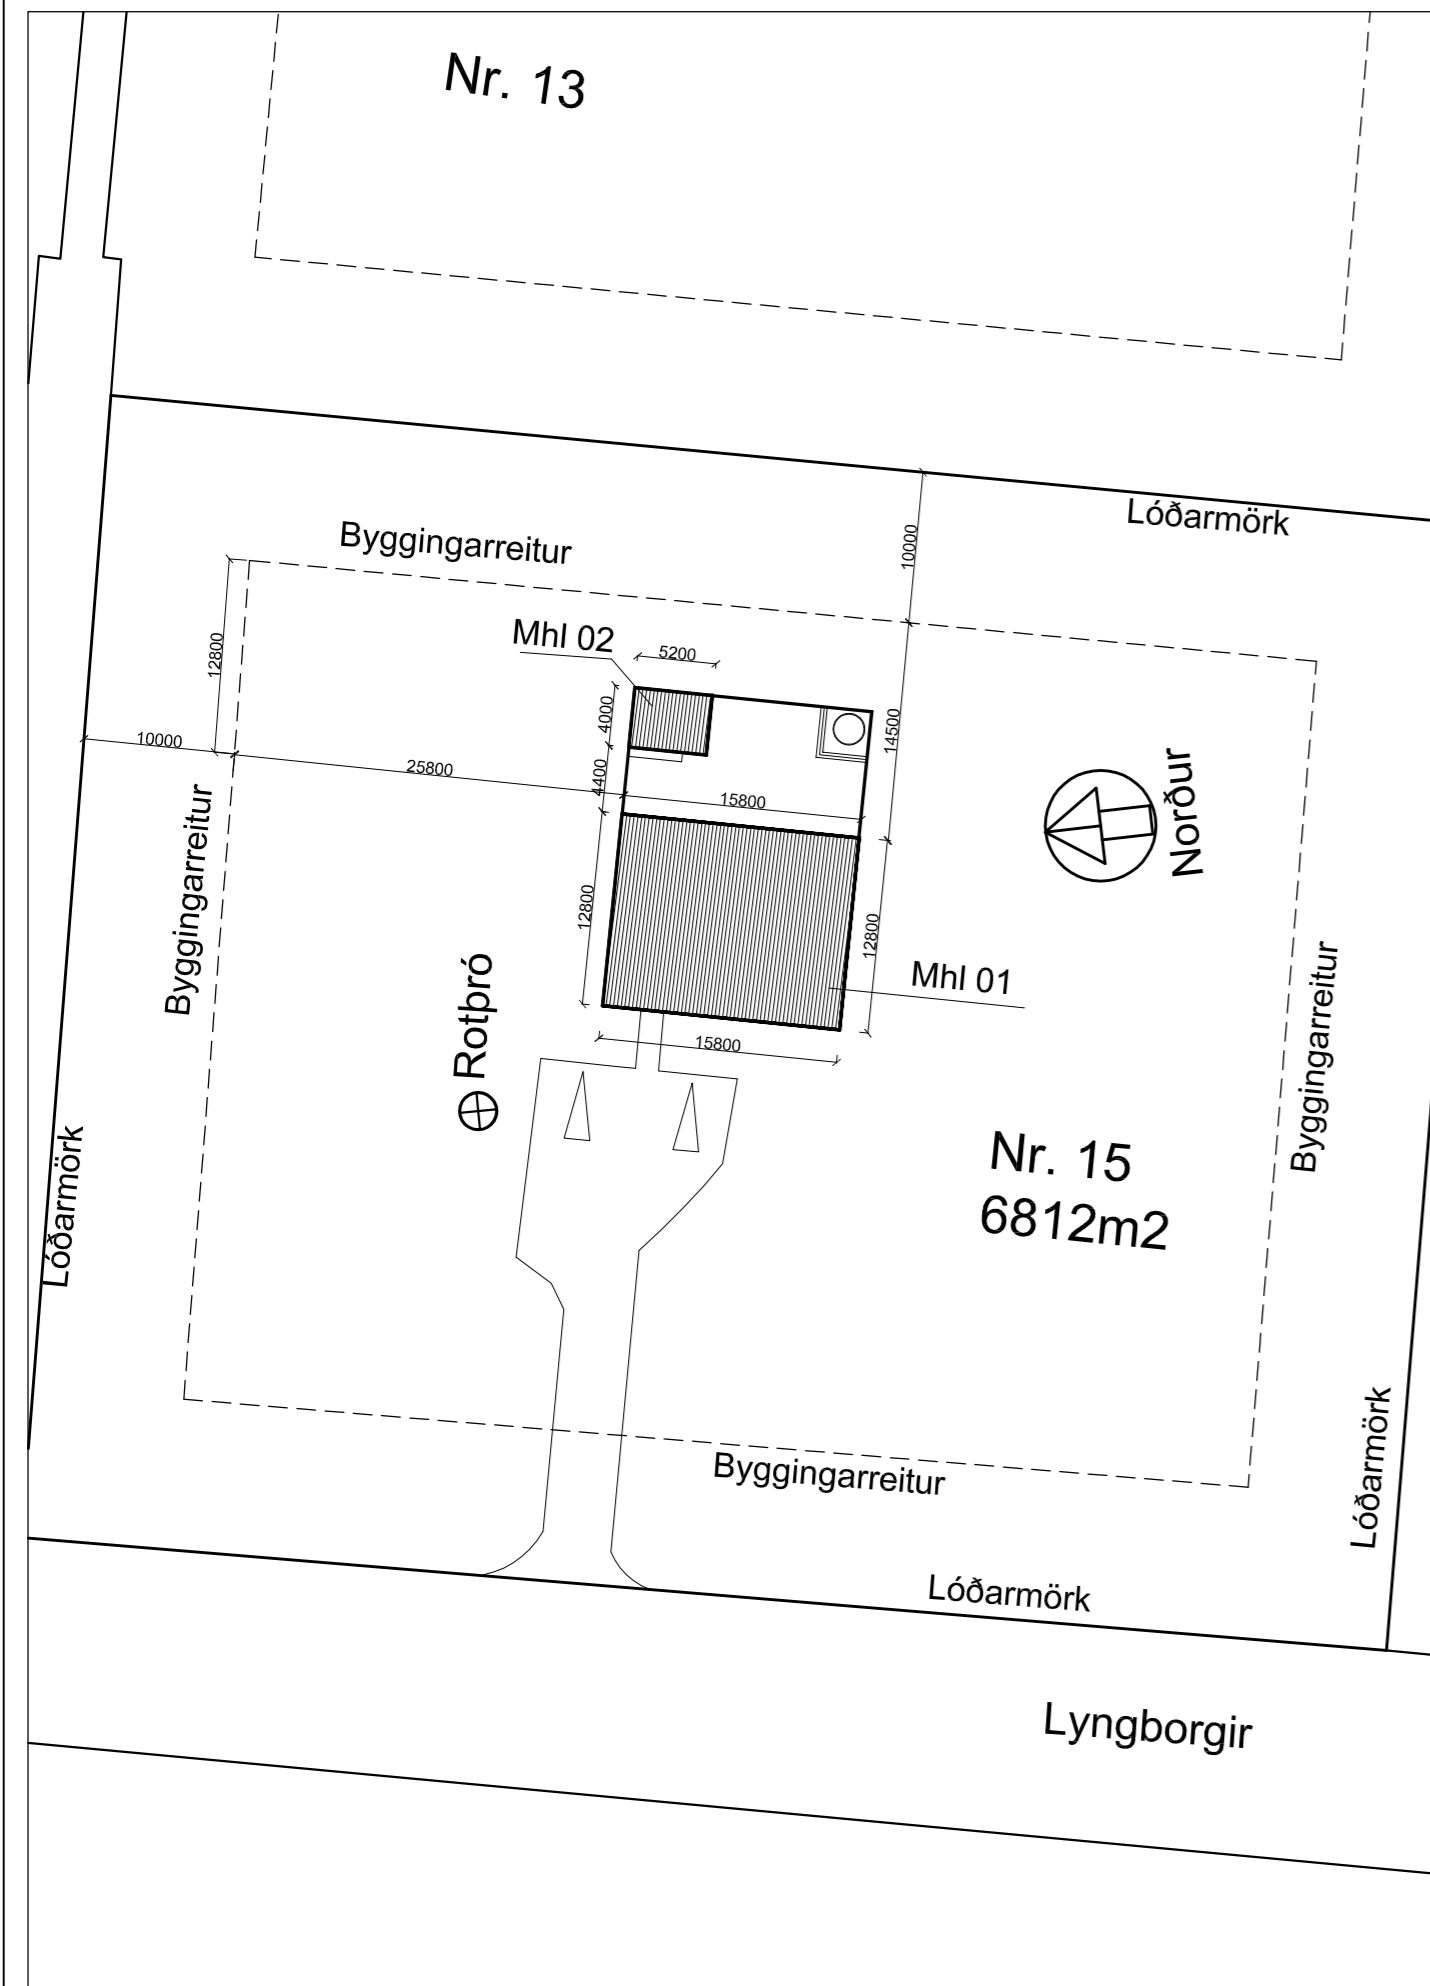 Nr. 13
Lóðarmörk
10000
Byggingarreitur
12800
Mhl 02
5200
4000
14500
10000
25800
4400
15800
Norður
Byggingarreitur
12800
12800
Mhl 01
Rotþró
15800
Byggingarreitur
Nr. 15
6812m2
Lóðarmörk
Byggingarreitur
Lóðarmörk
Lóðarmörk
Lyngborgir